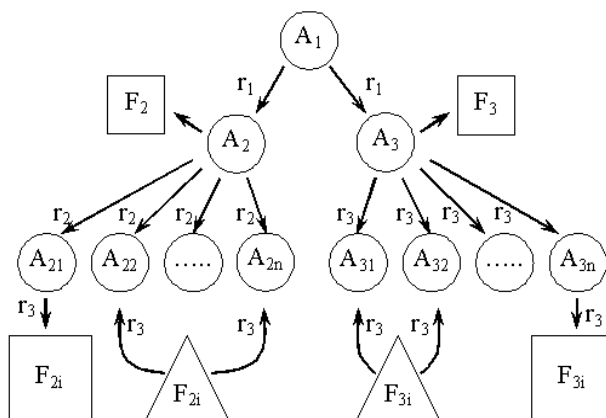 A₁
r₁ r₁
F₂ F₃
A₂ A₃
r₂ r₂ r₂ r₂ r₃ r₃ r₃ r₃
A₂₁ A₂₂ ..... A₂ₙ A₃₁ A₃₂ ..... A₃ₙ
r₃ r₃ r₃ r₃ r₃ r₃
F₂ᵢ F₂ᵢ F₃ᵢ F₃ᵢ